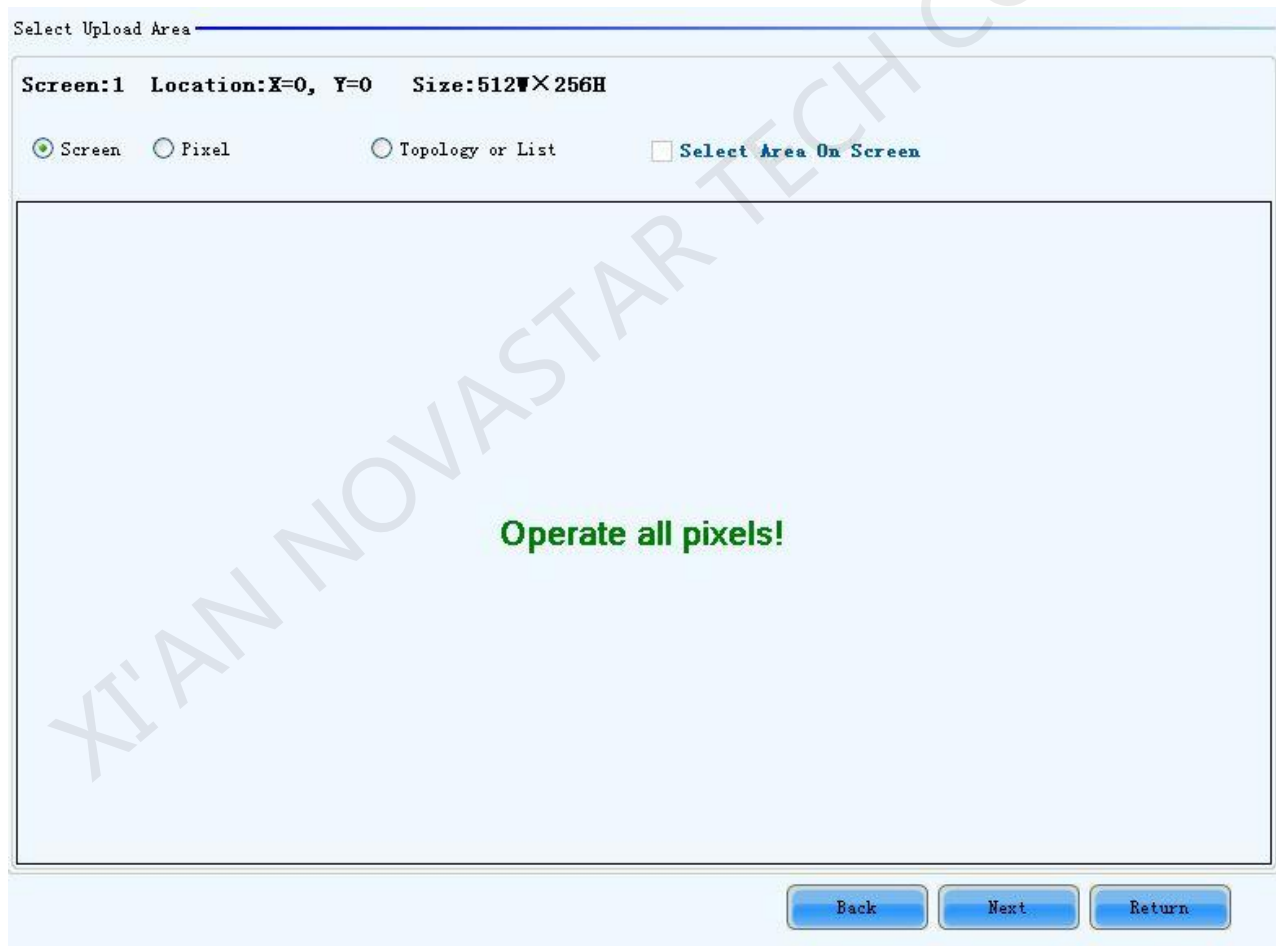 Select Upload Area
Screen:1 Location:X=0, Y=0 Size:512W×256H
Screen Pixel Topology or List Select Area On Screen
Operate all pixels!
XI'AN NOVASTAR TECH CO
Back Next Return